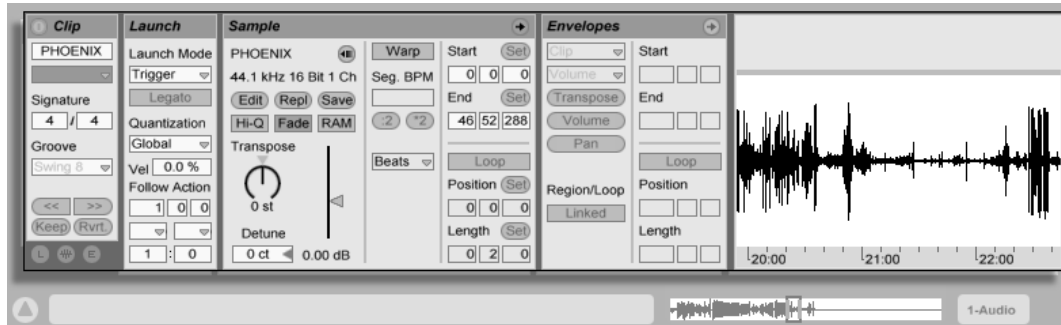 Clip
PHOENIX
Signature
4 / 4
Groove
Swing 8
<< >>
Keep Rvrt.
L E
Launch
Launch Mode
Trigger
Legato
Quantization
Global
Vel 0.0 %
Follow Action
1 0 0
1 : 0
Sample
PHOENIX
44.1 kHz 16 Bit 1 Ch
Edit Repl Save
Hi-Q Fade RAM
Transpose
0 st
Detune
0 ct 0.00 dB
Warp
Seg. BPM
:2 *2
Beats
Start Set
0 0 0
End Set
46 52 288
Loop
Position Set
0 0 0
Length Set
0 2 0
Envelopes
Clip
Volume
Transpose
Volume
Pan
Region/Loop
Linked
Start
End
Loop
Position
Length
20:00 21:00 22:00
1-Audio